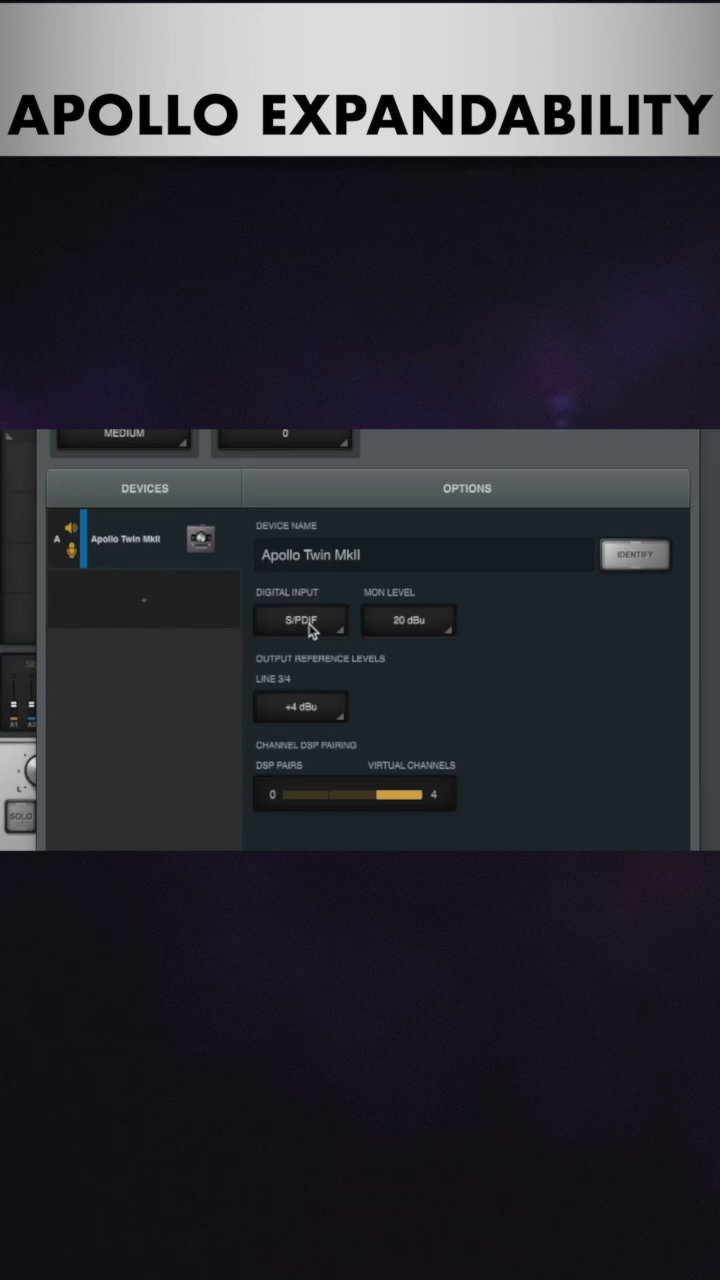 APOLLO EXPANDABILITY
MEDIUM 0
DEVICES OPTIONS
DEVICE NAME
A Apollo Twin MkII
Apollo Twin MkII IDENTIFY
DIGITAL INPUT MON LEVEL
S/PDIF 20 dBu
OUTPUT REFERENCE LEVELS
LINE 3/4
+4 dBu
CHANNEL DSP PAIRING
DSP PAIRS VIRTUAL CHANNELS
0 4
A1
L
SOLO